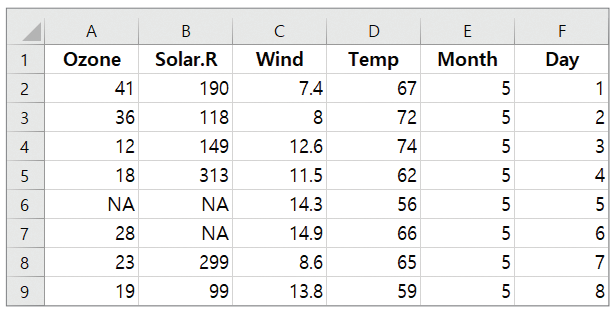 A B C D E F
1 Ozone Solar.R Wind Temp Month Day
2 41 190 7.4 67 5 1
3 36 118 8 72 5 2
4 12 149 12.6 74 5 3
5 18 313 11.5 62 5 4
6 NA NA 14.3 56 5 5
7 28 NA 14.9 66 5 6
8 23 299 8.6 65 5 7
9 19 99 13.8 59 5 8